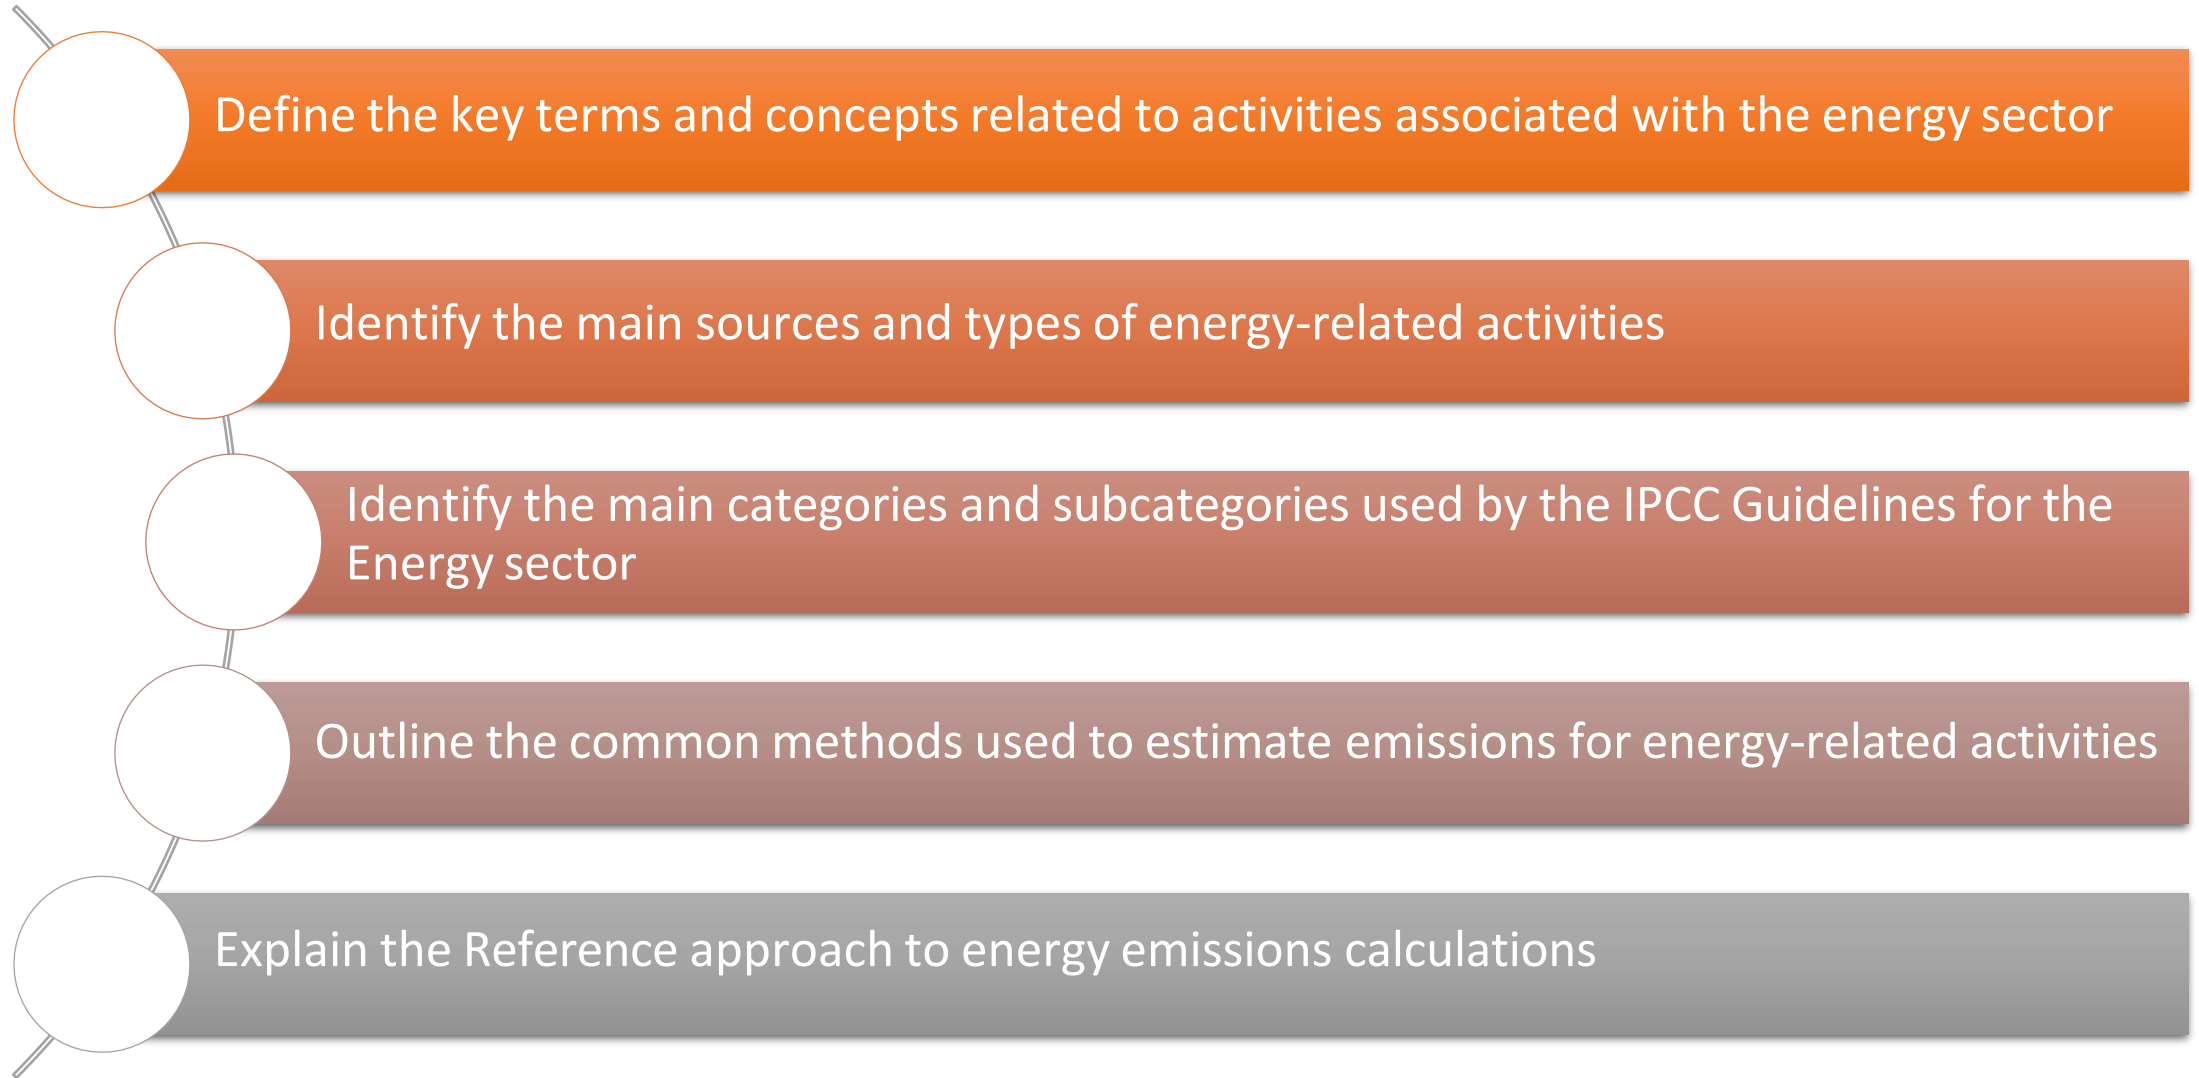 Define the key terms and concepts related to activities associated with the energy sector
Identify the main sources and types of energy-related activities
Identify the main categories and subcategories used by the IPCC Guidelines for the
Energy sector
Outline the common methods used to estimate emissions for energy-related activities
Explain the Reference approach to energy emissions calculations